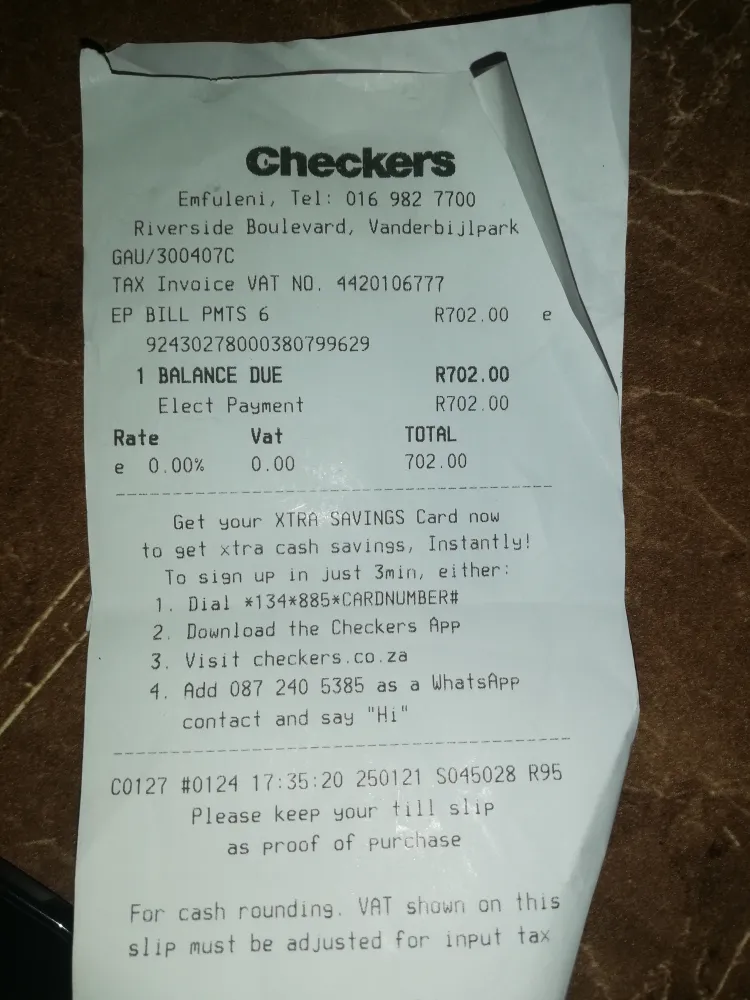 Checkers
Emfuleni, Tel: 016 982 7700
Riverside Boulevard, Vanderbijlpark
GAU/300407C
TAX Invoice VAT NO. 4420106777
EP BILL PMTS 6 R702.00 e
92430278000380799629
1 BALANCE DUE R702.00
Elect Payment R702.00
Rate Vat TOTAL
e 0.00% 0.00 702.00
Get your XTRA SAVINGS Card now
to get xtra cash savings, Instantly!
To sign up in just 3min, either:
1. Dial *134*885*CARDNUMBER#
2. Download the Checkers App
3. Visit checkers.co.za
4. Add 087 240 5385 as a WhatsApp
contact and say "Hi"
C0127 #0124 17:35:20 250121 S045028 R95
Please keep your till slip
as proof of purchase
For cash rounding. VAT shown on this
slip must be adjusted for input tax